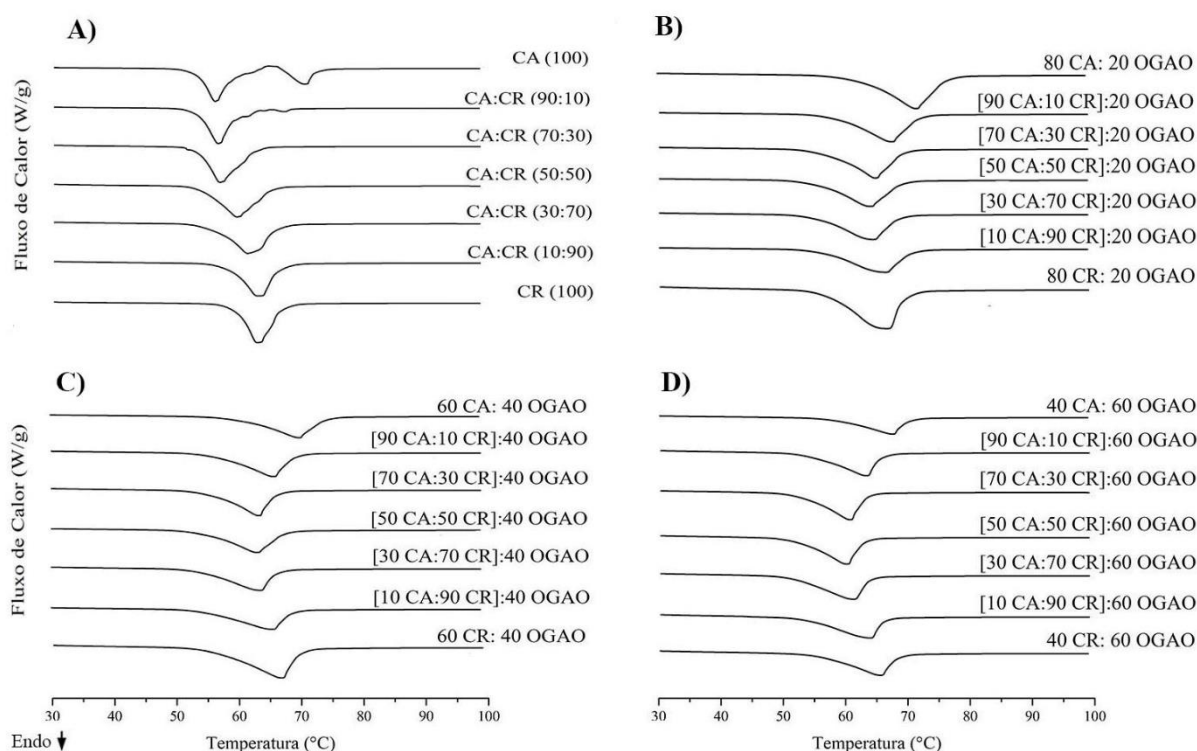 A)
Fluxo de Calor (W/g)
CA (100)
CA:CR (90:10)
CA:CR (70:30)
CA:CR (50:50)
CA:CR (30:70)
CA:CR (10:90)
CR (100)
B)
80 CA: 20 OGAO
[90 CA:10 CR]:20 OGAO
[70 CA:30 CR]:20 OGAO
[50 CA:50 CR]:20 OGAO
[30 CA:70 CR]:20 OGAO
[10 CA:90 CR]:20 OGAO
80 CR: 20 OGAO
30 40 50 60 70 80 90 100
C)
Fluxo de Calor (W/g)
60 CA: 40 OGAO
[90 CA:10 CR]:40 OGAO
[70 CA:30 CR]:40 OGAO
[50 CA:50 CR]:40 OGAO
[30 CA:70 CR]:40 OGAO
[10 CA:90 CR]:40 OGAO
60 CR: 40 OGAO
30 40 50 60 70 80 90 100
Endo
Temperatura (°C)
D)
40 CA: 60 OGAO
[90 CA:10 CR]:60 OGAO
[70 CA:30 CR]:60 OGAO
[50 CA:50 CR]:60 OGAO
[30 CA:70 CR]:60 OGAO
[10 CA:90 CR]:60 OGAO
40 CR: 60 OGAO
30 40 50 60 70 80 90 100
Temperatura (°C)